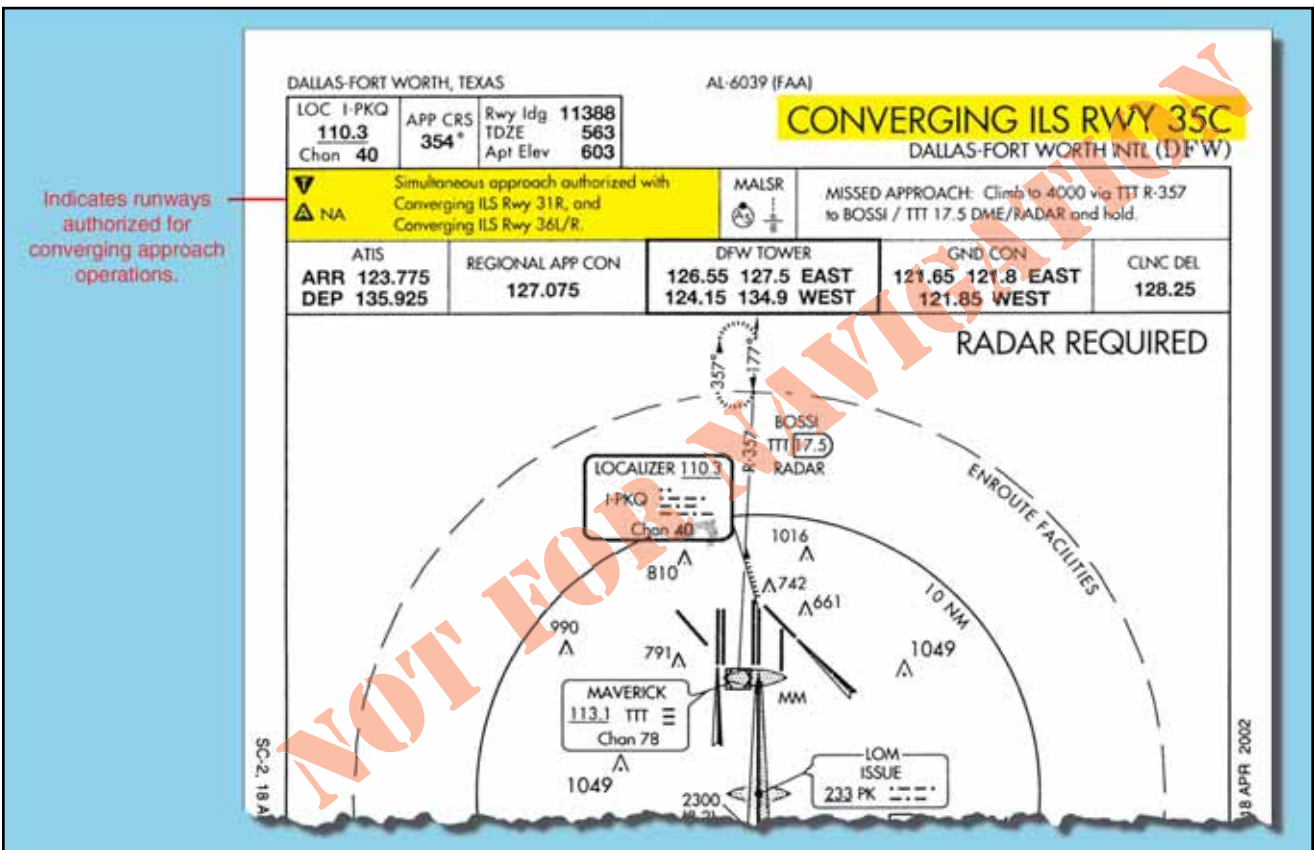 DALLAS-FORT WORTH, TEXAS
AL-6039 (FAA)
CONVERGING ILS RWY 35C
DALLAS-FORT WORTH INTL (DFW)
LOC I-PKQ
110.3
Chan 40
APP CRS
354°
Rwy ldg 11388
TDZE 563
Apt Elev 603
Indicates runways
authorized for
converging approach
operations.
T
A NA
Simultaneous approach authorized with
Converging ILS Rwy 31R, and
Converging ILS Rwy 36L/R.
MALSR
A5
MISSED APPROACH: Climb to 4000 via TTT R-357
to BOSSI / TTT 17.5 DME/RADAR and hold.
ATIS
ARR 123.775
DEP 135.925
REGIONAL APP CON
127.075
DFW TOWER
126.55 127.5 EAST
124.15 134.9 WEST
GND CON
121.65 121.8 EAST
121.85 WEST
CLNC DEL
128.25
RADAR REQUIRED
357°
177°
BOSSI
TTT 17.5
RADAR
R-357
LOCALIZER 110.3
I-PKQ
Chan 40
ENROUTE FACILITIES
10 NM
1016
810
742
661
990
791
1049
MM
MAVERICK
113.1 TTT
Chan 78
1049
LOM
ISSUE
233 PK
2300
SC-2, 18 A
18 APR 2002
NOT FOR NAVIGATION